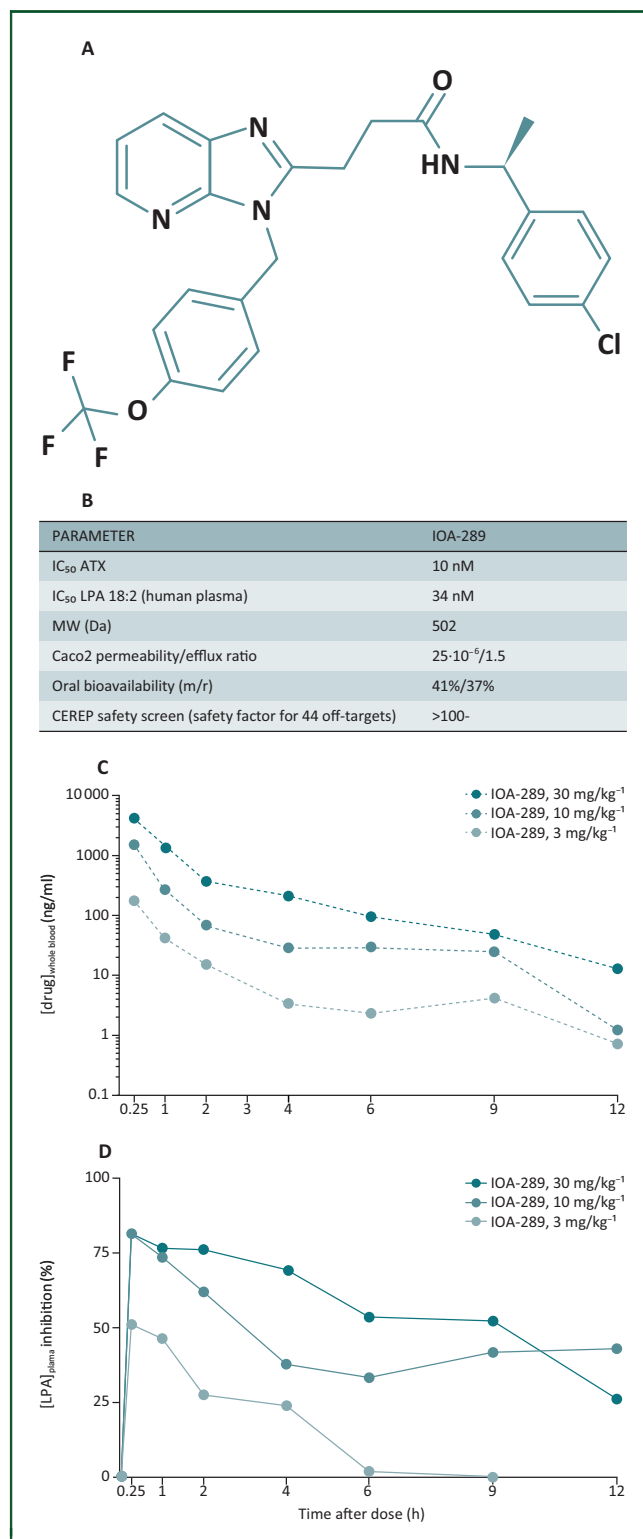 A
O
N
HN
N
N
Cl
F
O
F
F
B
PARAMETER IOA-289
IC₅₀ ATX 10 nM
IC₅₀ LPA 18:2 (human plasma) 34 nM
MW (Da) 502
Caco2 permeability/efflux ratio 25·10⁻⁶/1.5
Oral bioavailability (m/r) 41%/37%
CEREP safety screen (safety factor for 44 off-targets) >100-
C
10 000
1000
100
10
1
0.1
[drug]whole blood (ng/ml)
IOA-289, 30 mg/kg⁻¹
IOA-289, 10 mg/kg⁻¹
IOA-289, 3 mg/kg⁻¹
0.25 1 2 3 4 6 9 12
D
100
75
50
25
0
[LPA]plama inhibition (%)
IOA-289, 30 mg/kg⁻¹
IOA-289, 10 mg/kg⁻¹
IOA-289, 3 mg/kg⁻¹
0.25 1 2 4 6 9 12
Time after dose (h)